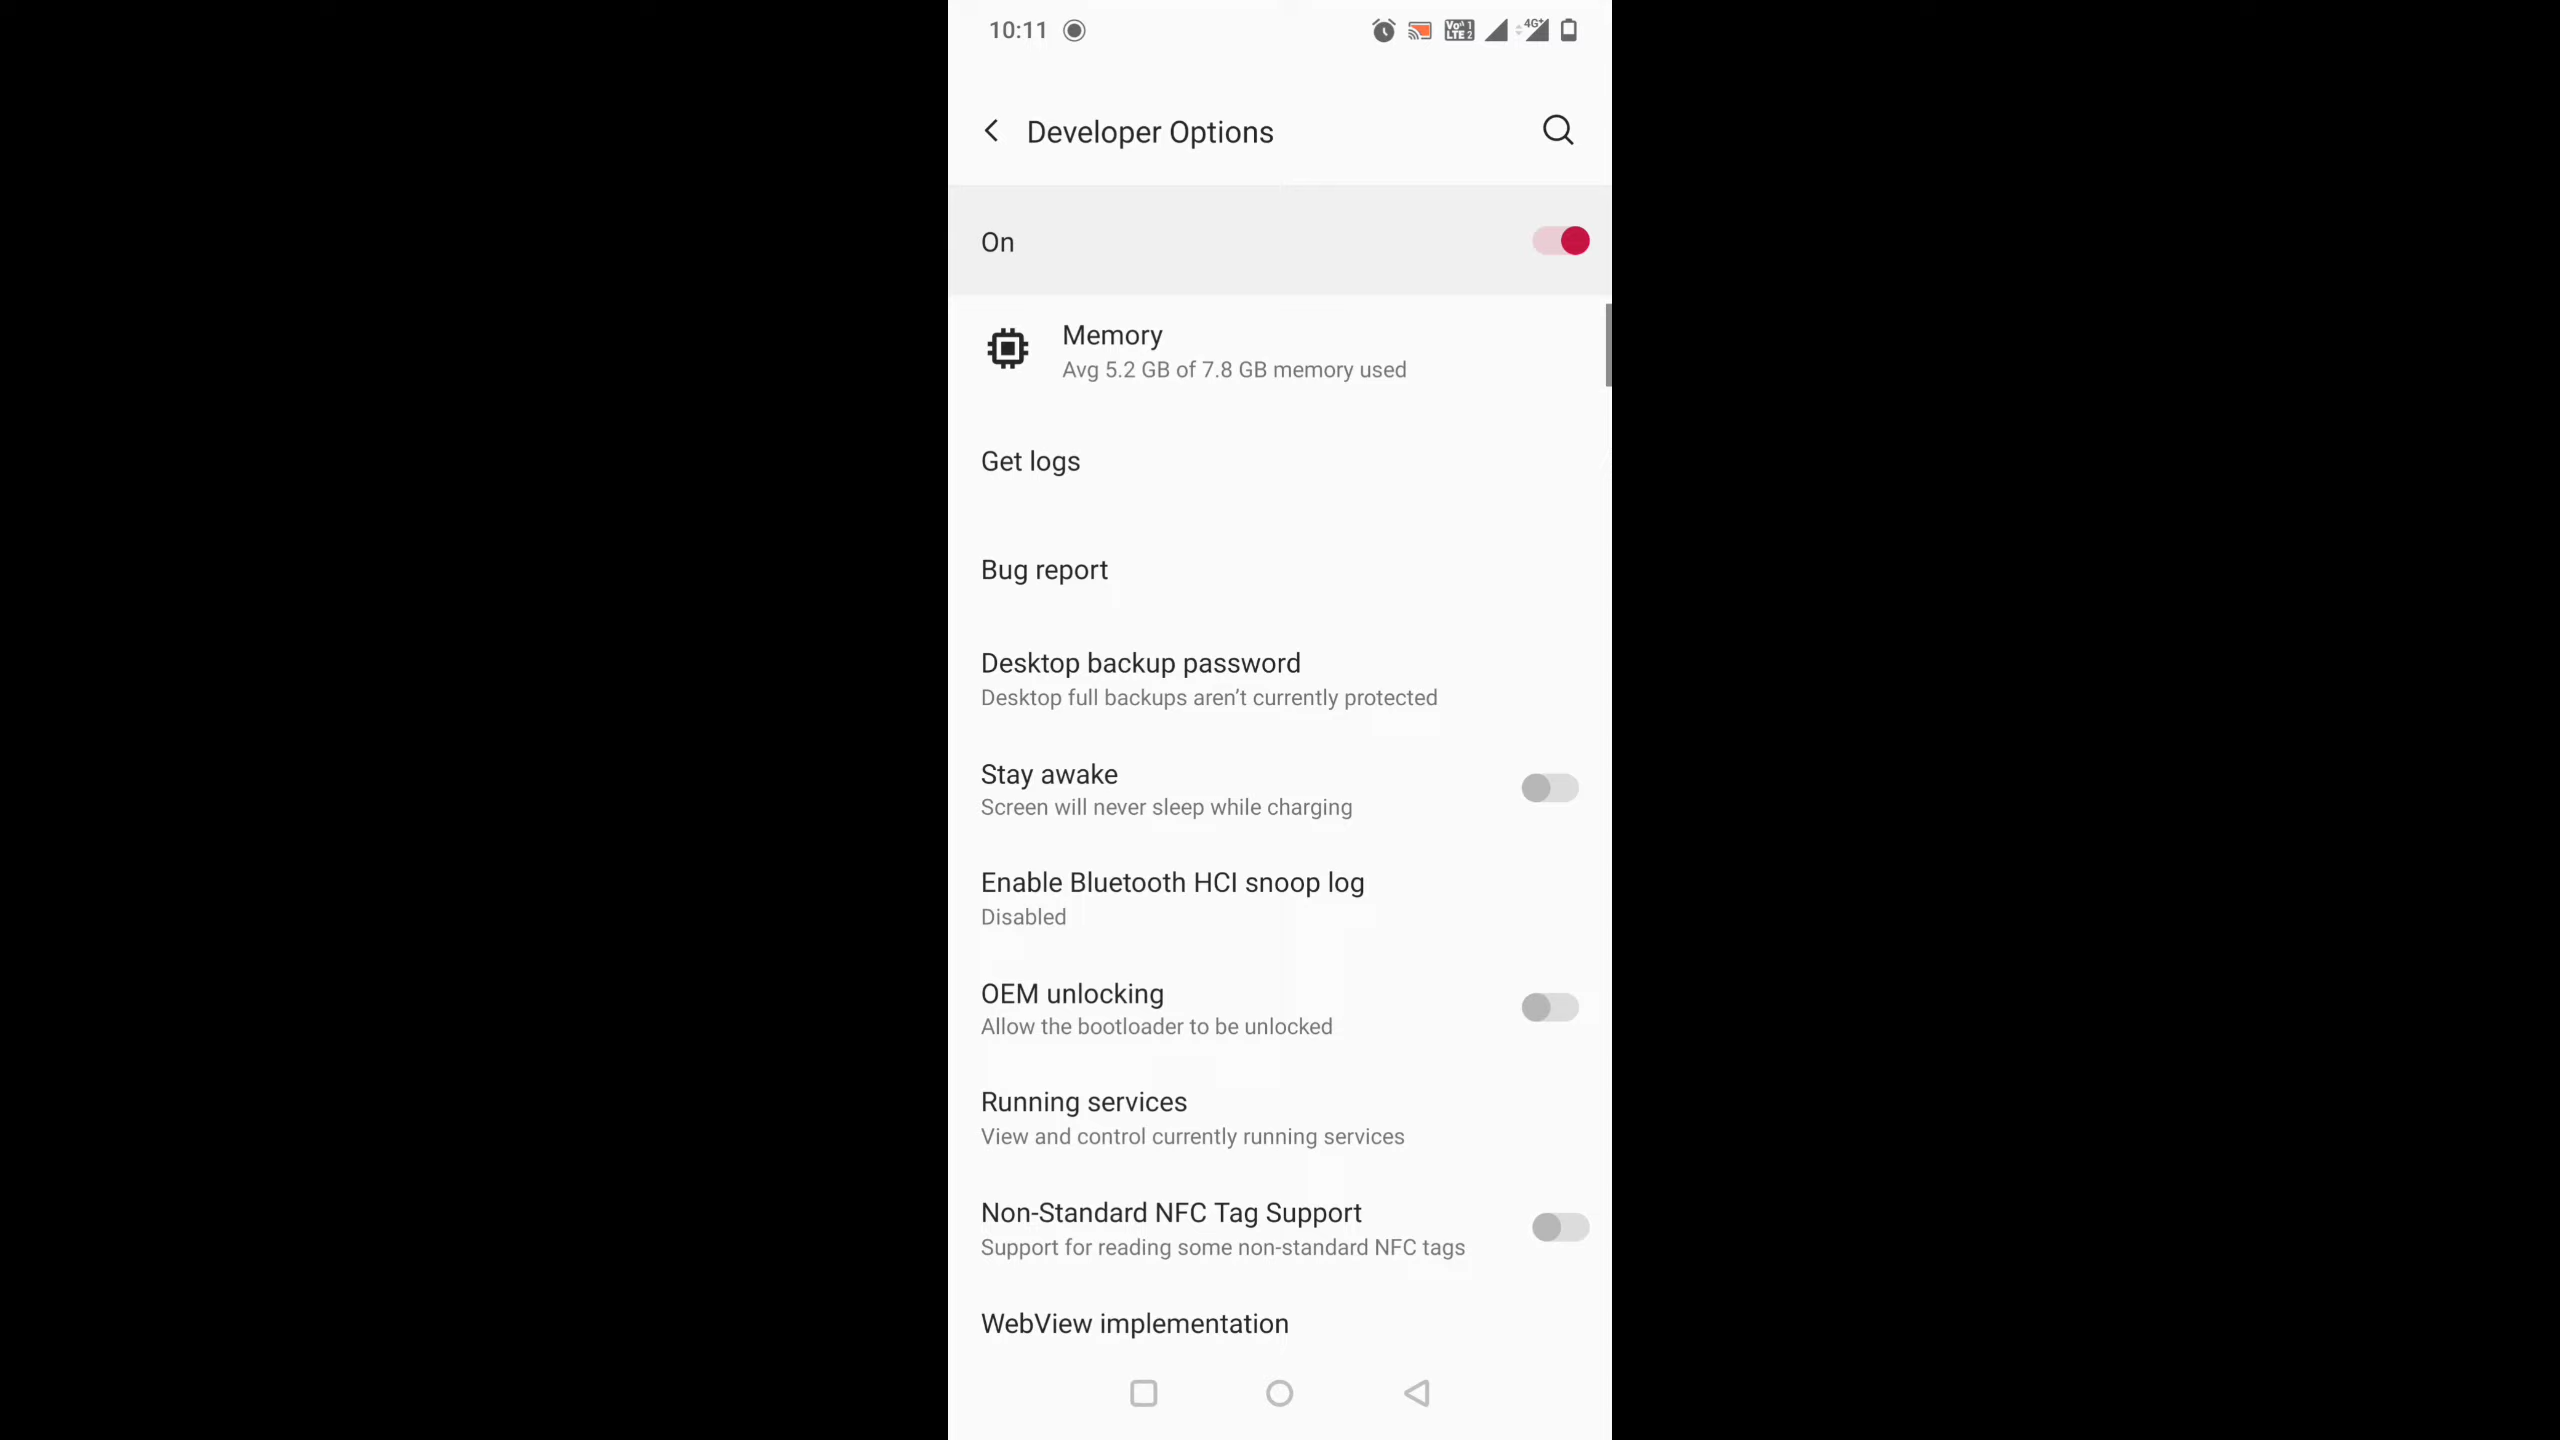 10:11
4G+
Developer Options
On
Memory
Avg 5.2 GB of 7.8 GB memory used
Get logs
Bug report
Desktop backup password
Desktop full backups aren’t currently protected
Stay awake
Screen will never sleep while charging
Enable Bluetooth HCI snoop log
Disabled
OEM unlocking
Allow the bootloader to be unlocked
Running services
View and control currently running services
Non-Standard NFC Tag Support
Support for reading some non-standard NFC tags
WebView implementation